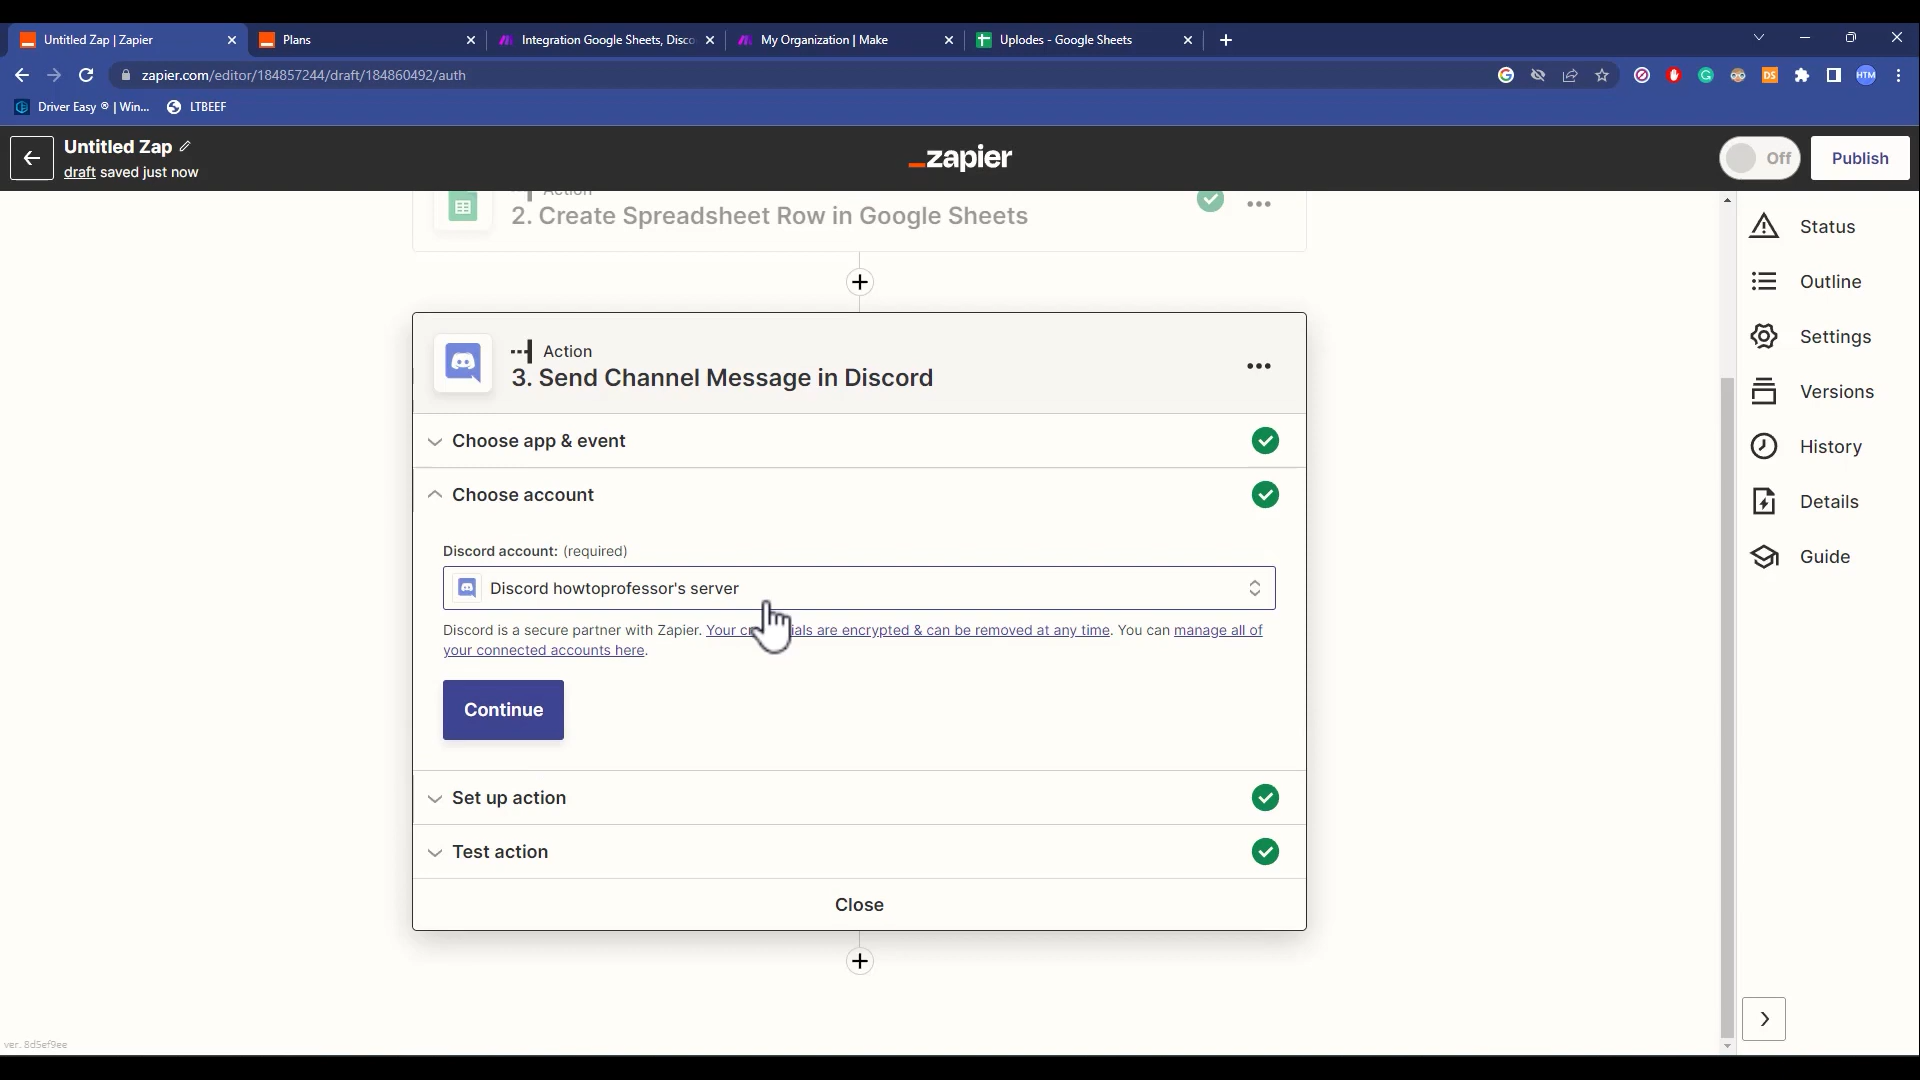 Untitled Zap | Zapier
Plans
Integration Google Sheets, Disco
My Organization | Make
Uplodes - Google Sheets
zapier.com/editor/184857244/draft/184860492/auth
DS
HTM
Driver Easy ® | Win...
LTBEEF
Untitled Zap
draft saved just now
_zapier
Off
Publish
Action
2. Create Spreadsheet Row in Google Sheets
Status
Outline
Settings
Versions
History
Details
Guide
Action
3. Send Channel Message in Discord
Choose app & event
Choose account
Discord account: (required)
Discord howtoprofessor's server
Discord is a secure partner with Zapier. Your cr ials are encrypted & can be removed at any time. You can manage all of
your connected accounts here.
Continue
Set up action
Test action
Close
ver. 8d5ef9ee